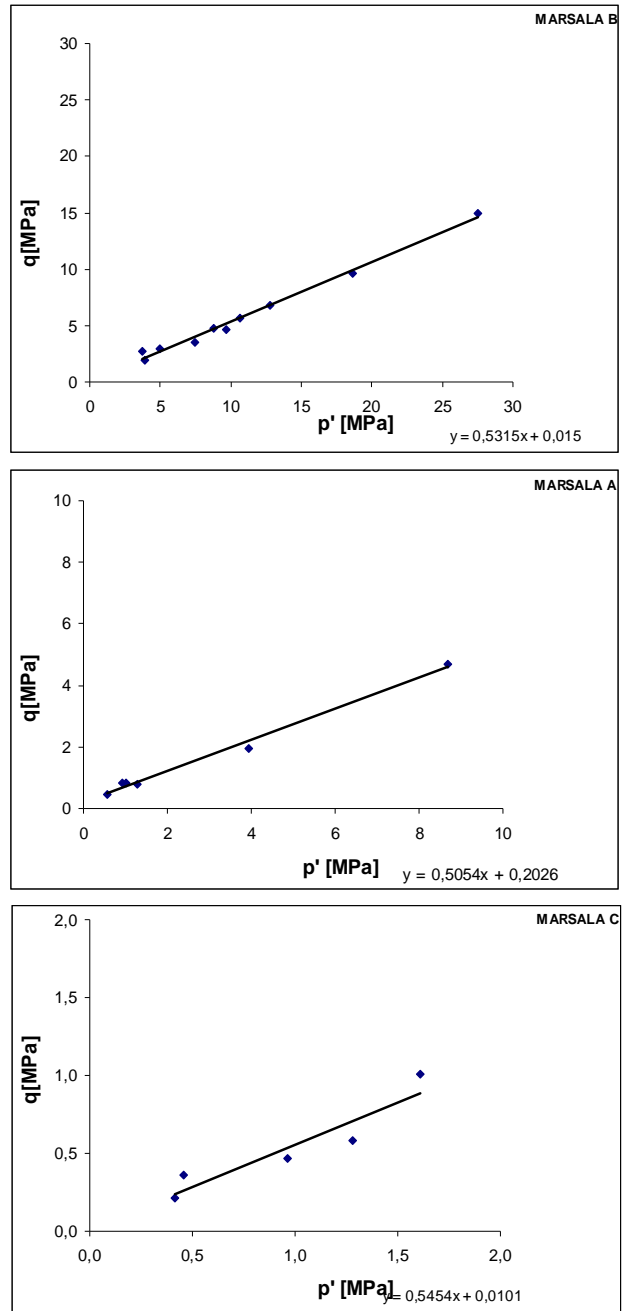 MARSALA B
30
25
20
15
10
5
0
q[MPa]
0 5 10 15 20 25 30
p' [MPa]
y = 0,5315x + 0,015
MARSALA A
10
8
6
4
2
0
q[MPa]
0 2 4 6 8 10
p' [MPa]
y = 0,5054x + 0,2026
MARSALA C
2,0
1,5
1,0
0,5
0,0
q[MPa]
0,0 0,5 1,0 1,5 2,0
p' [MPa]
y = 0,5454x + 0,0101